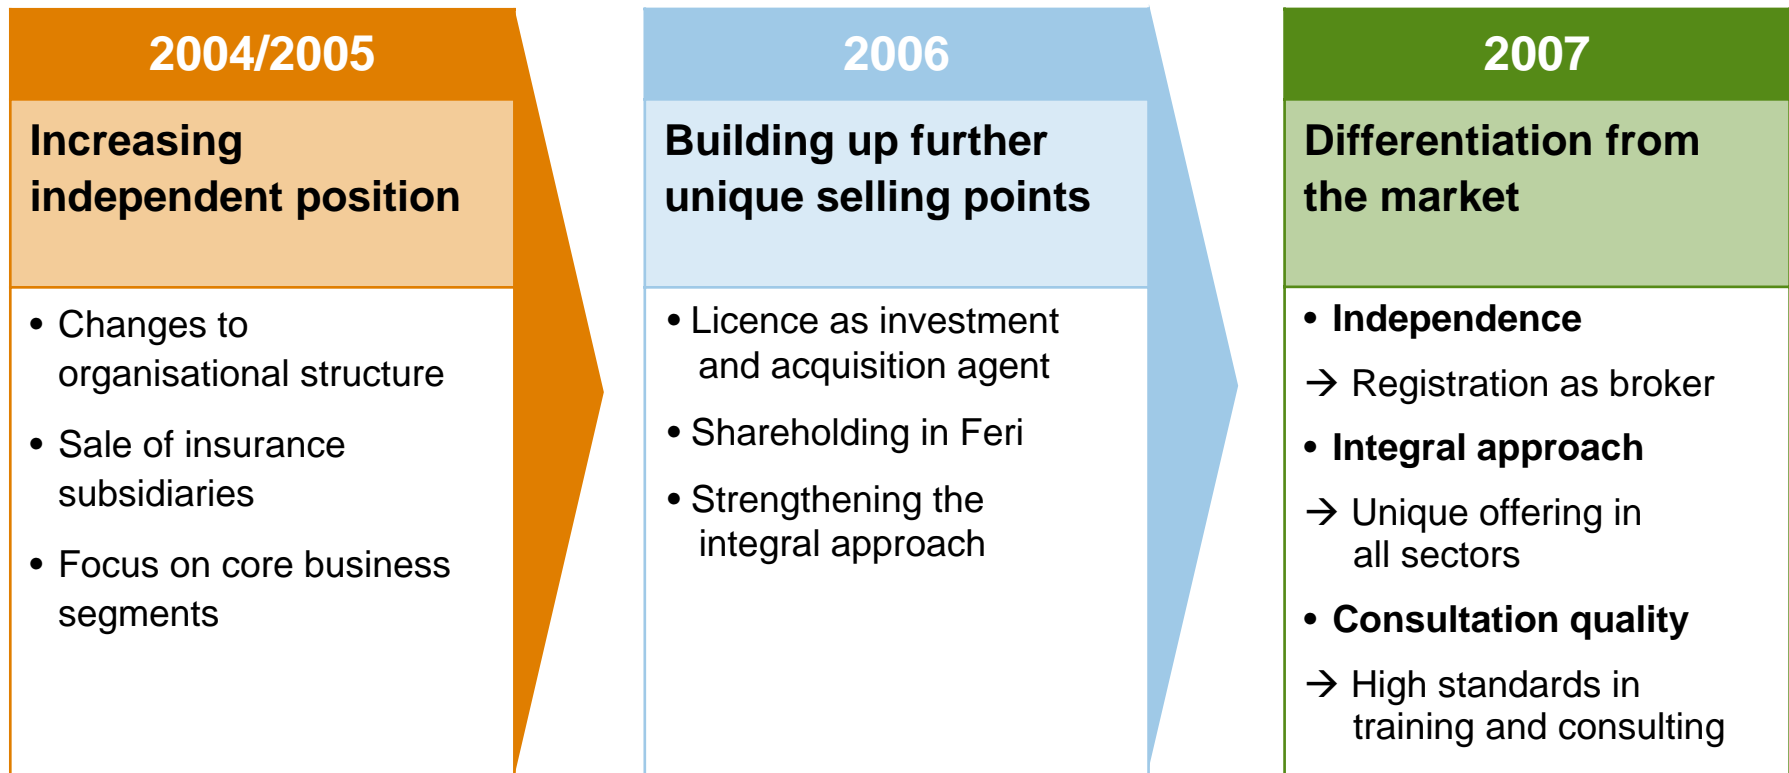 2004/2005
Increasing
independent position
• Changes to
organisational structure
• Sale of insurance
subsidiaries
• Focus on core business
segments
2006
Building up further
unique selling points
• Licence as investment
and acquisition agent
• Shareholding in Feri
• Strengthening the
integral approach
2007
Differentiation from
the market
• Independence
→ Registration as broker
• Integral approach
→ Unique offering in
all sectors
• Consultation quality
→ High standards in
training and consulting